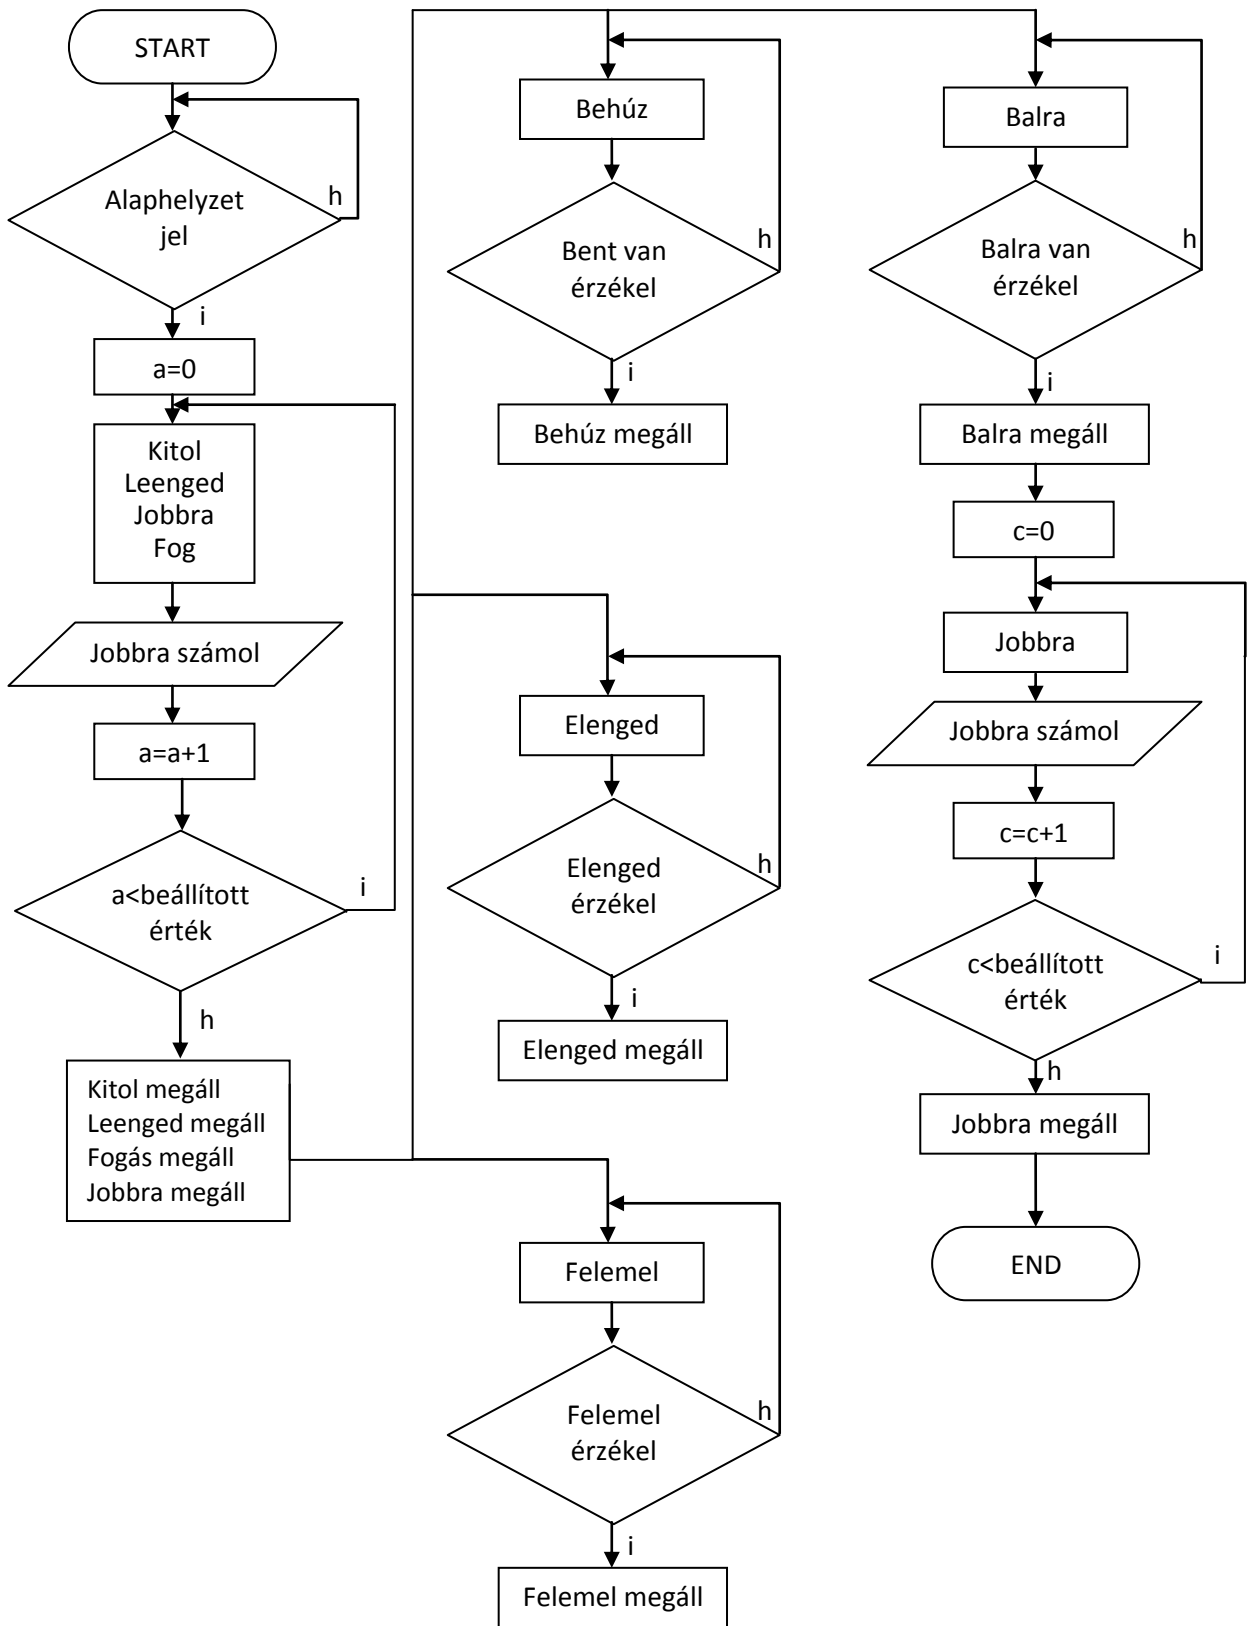 START
Alaphelyzet
jel
h
i
a=0
Kitol
Leenged
Jobbra
Fog
Jobbra számol
a=a+1
a<beállított
érték
i
h
Kitol megáll
Leenged megáll
Fogás megáll
Jobbra megáll
Behúz
Bent van
érzékel
h
i
Behúz megáll
Elenged
Elenged
érzékel
h
i
Elenged megáll
Felemel
Felemel
érzékel
h
i
Felemel megáll
Balra
Balra van
érzékel
h
i
Balra megáll
c=0
Jobbra
Jobbra számol
c=c+1
c<beállított
érték
i
h
Jobbra megáll
END